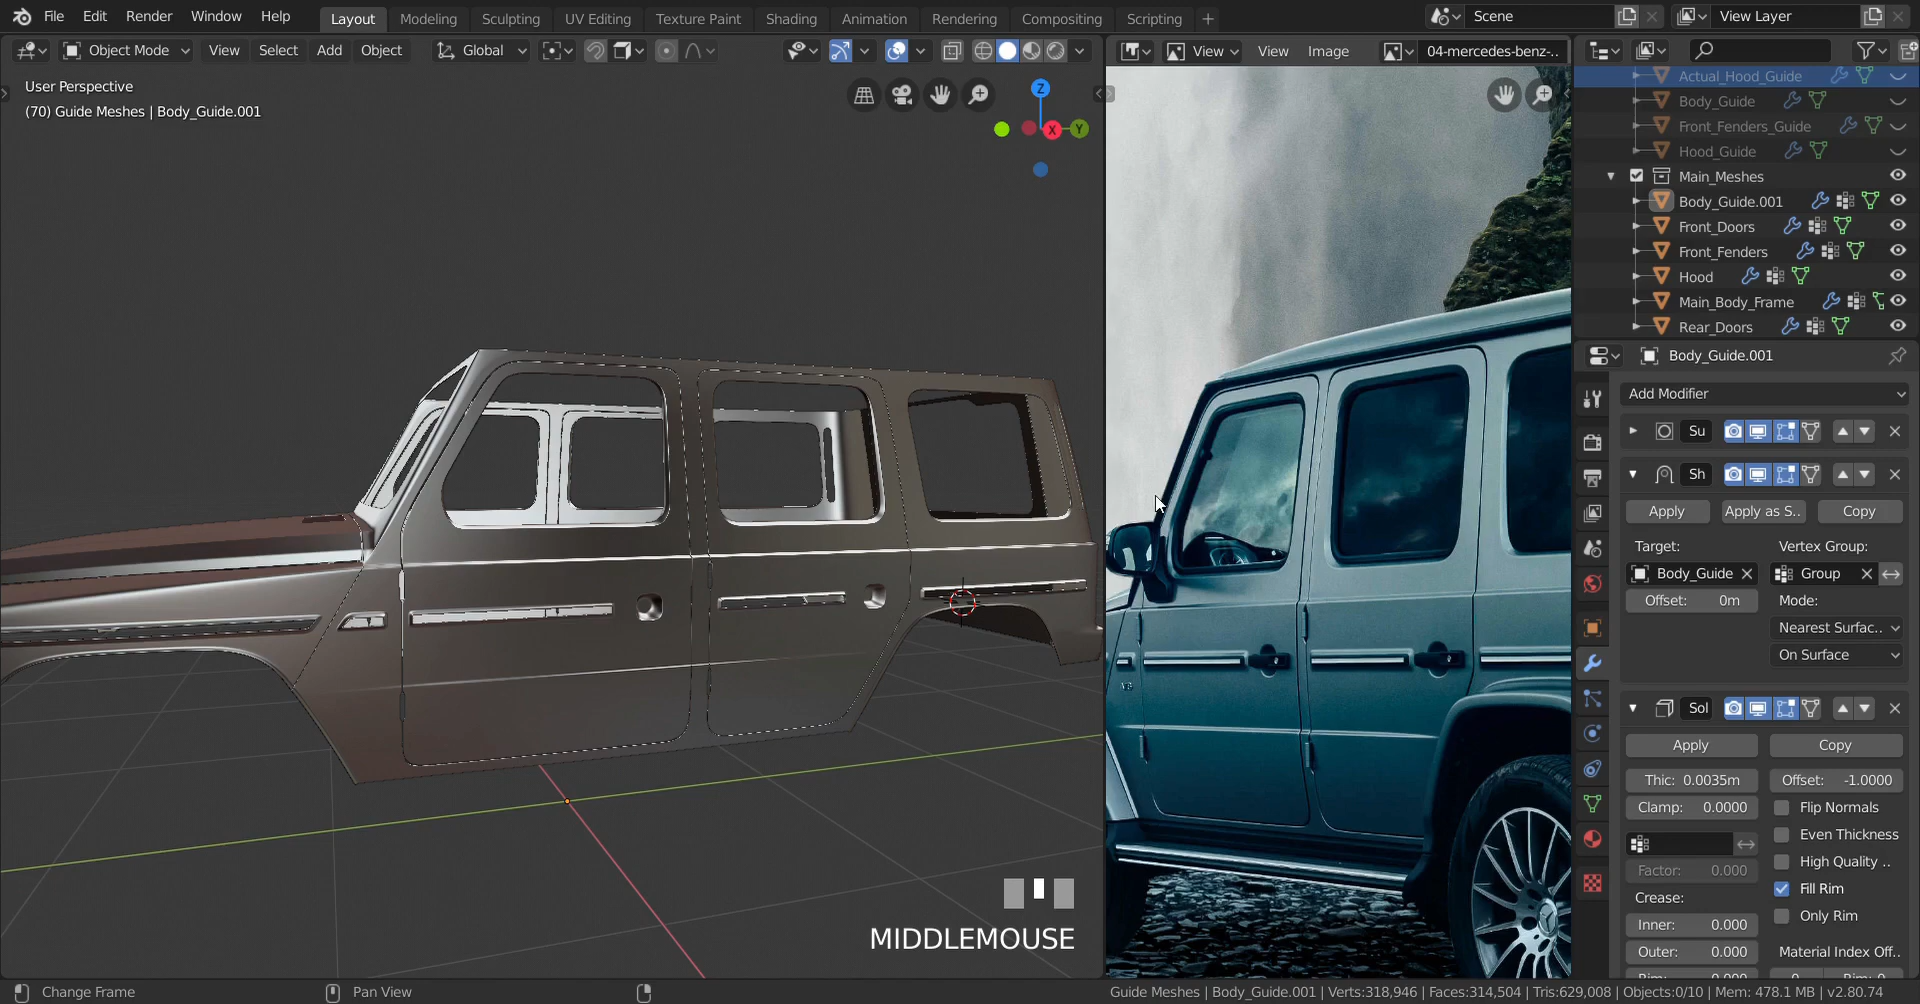 File Edit Render Window Help Layout Modeling Sculpting UV Editing Texture Paint Shading Animation Rendering Compositing Scripting + Scene View Layer
Object Mode View Select Add Object Global View View Image 04-mercedes-benz-..
User Perspective
(70) Guide Meshes | Body_Guide.001
Z
X
Y
MIDDLEMOUSE
Actual_Hood_Guide
Body_Guide
Front_Fenders_Guide
Hood_Guide
Main_Meshes
Body_Guide.001
Front_Doors
Front_Fenders
Hood
Main_Body_Frame
Rear_Doors
Body_Guide.001
Add Modifier
Su
Sh
Apply Apply as S.. Copy
Target: Vertex Group:
Body_Guide Group
Offset: 0m Mode:
Nearest Surfac..
On Surface
Sol
Apply Copy
Thic: 0.0035m Offset: -1.0000
Clamp: 0.0000 Flip Normals
Even Thickness
Factor: 0.000 High Quality ..
Crease: Fill Rim
Inner: 0.000 Only Rim
Outer: 0.000 Material Index Off..
Change Frame Pan View Guide Meshes | Body_Guide.001 | Verts:318,946 | Faces:314,504 | Tris:629,008 | Objects:0/10 | Mem: 478.1 MB | v2.80.74